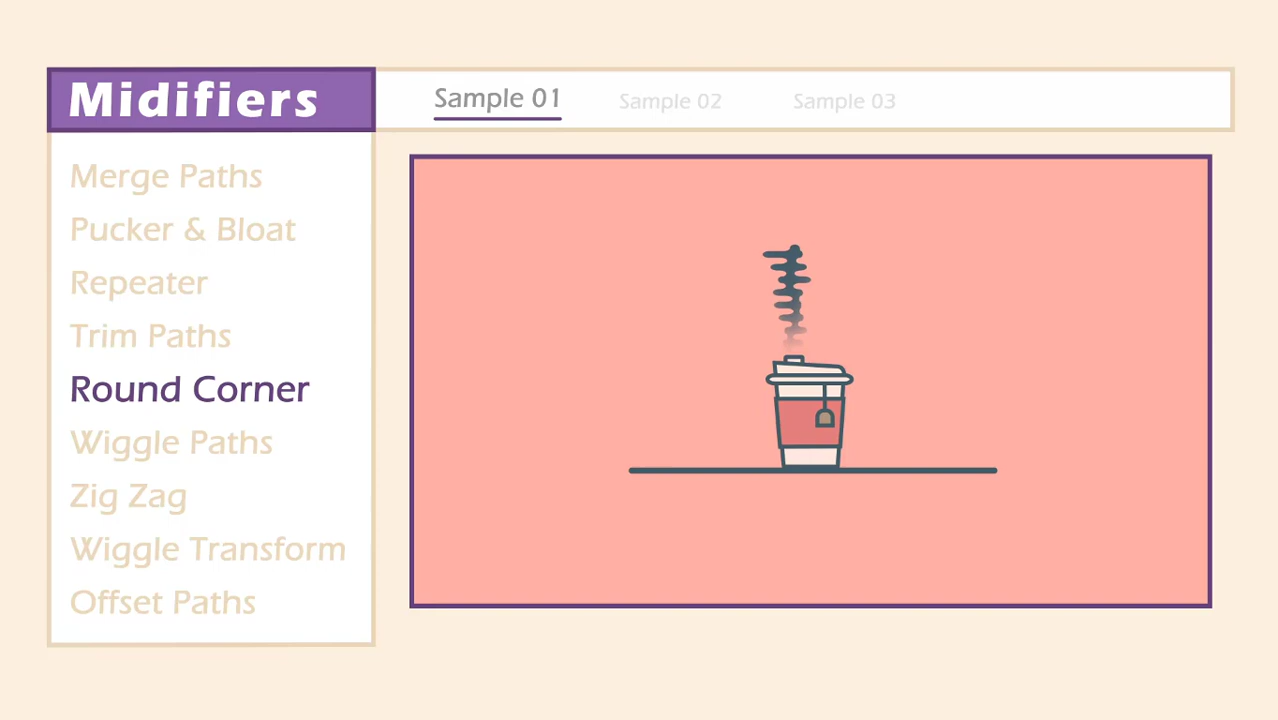 Midifiers
Sample 01
Sample 02
Sample 03
Merge Paths
Pucker & Bloat
Repeater
Trim Paths
Round Corner
Wiggle Paths
Zig Zag
Wiggle Transform
Offset Paths